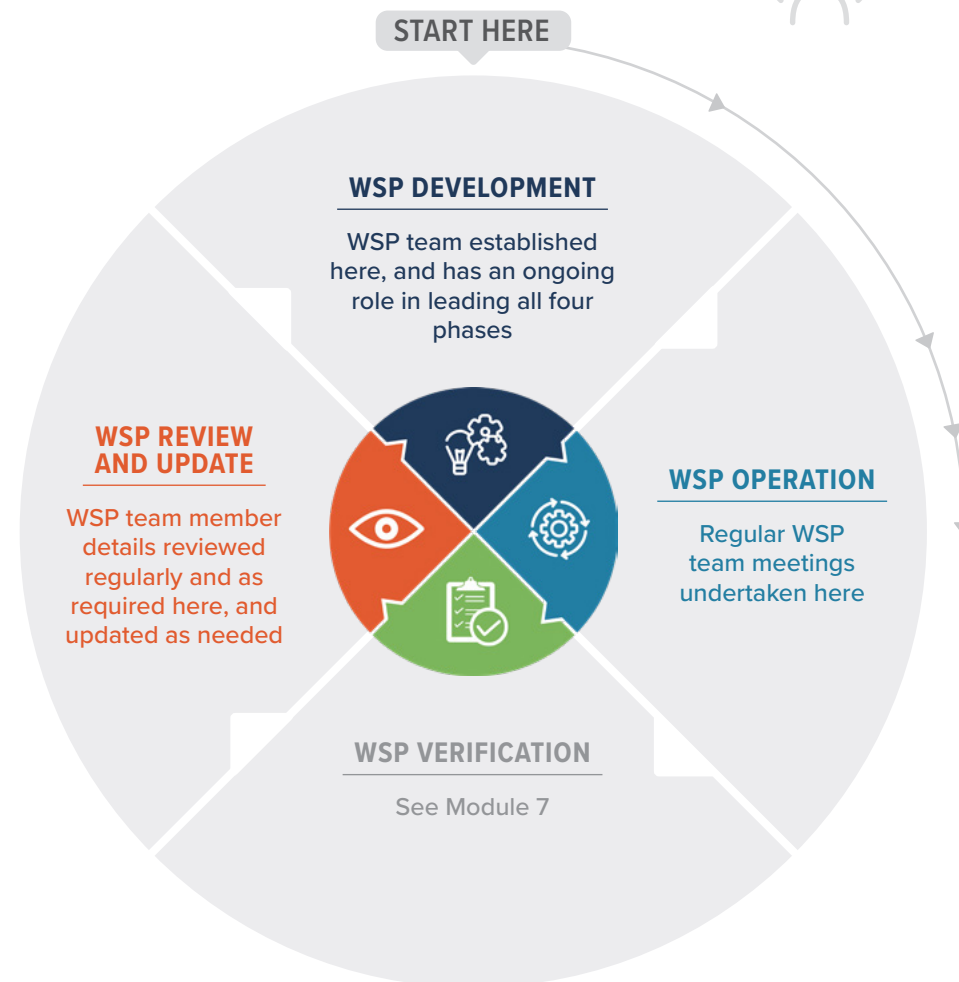 START HERE
WSP DEVELOPMENT
WSP team established
here, and has an ongoing
role in leading all four
phases
WSP OPERATION
Regular WSP
team meetings
undertaken here
WSP VERIFICATION
See Module 7
WSP REVIEW
AND UPDATE
WSP team member
details reviewed
regularly and as
required here, and
updated as needed